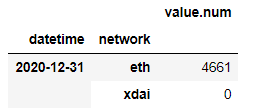 value.num
datetime network
2020-12-31 eth 4661
xdai 0